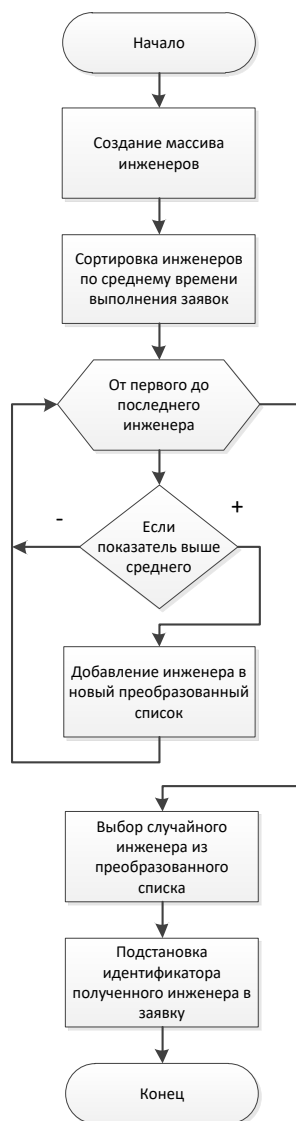 Начало
Создание массива
инженеров
Сортировка инженеров
по среднему времени
выполнения заявок
От первого до
последнего
инженера
-
+
Если
показатель выше
среднего
Добавление инженера в
новый преобразованный
список
Выбор случайного
инженера из
преобразованного
списка
Подстановка
идентификатора
полученного инженера в
заявку
Конец